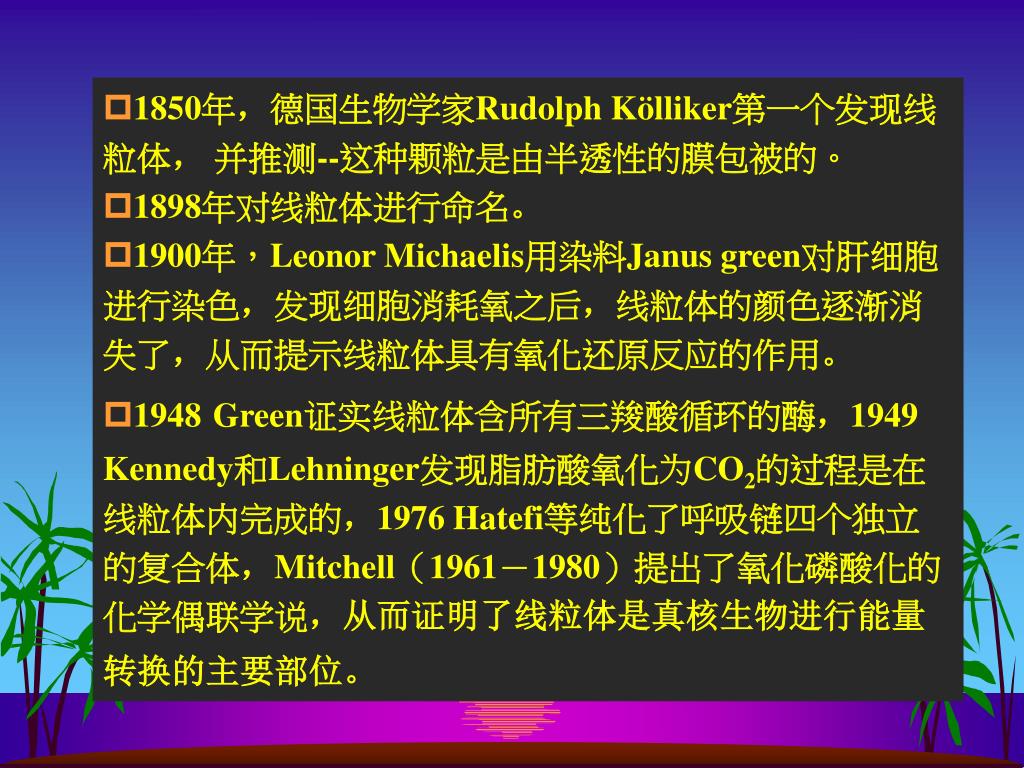 1850年，德国生物学家Rudolph Kölliker第一个发现线
粒体， 并推测--这种颗粒是由半透性的膜包被的。
1898年对线粒体进行命名。
1900年，Leonor Michaelis用染料Janus green对肝细胞
进行染色，发现细胞消耗氧之后，线粒体的颜色逐渐消
失了，从而提示线粒体具有氧化还原反应的作用。
1948 Green证实线粒体含所有三羧酸循环的酶，1949
Kennedy和Lehninger发现脂肪酸氧化为CO₂的过程是在
线粒体内完成的，1976 Hatefi等纯化了呼吸链四个独立
的复合体，Mitchell（1961－1980）提出了氧化磷酸化的
化学偶联学说，从而证明了线粒体是真核生物进行能量
转换的主要部位。